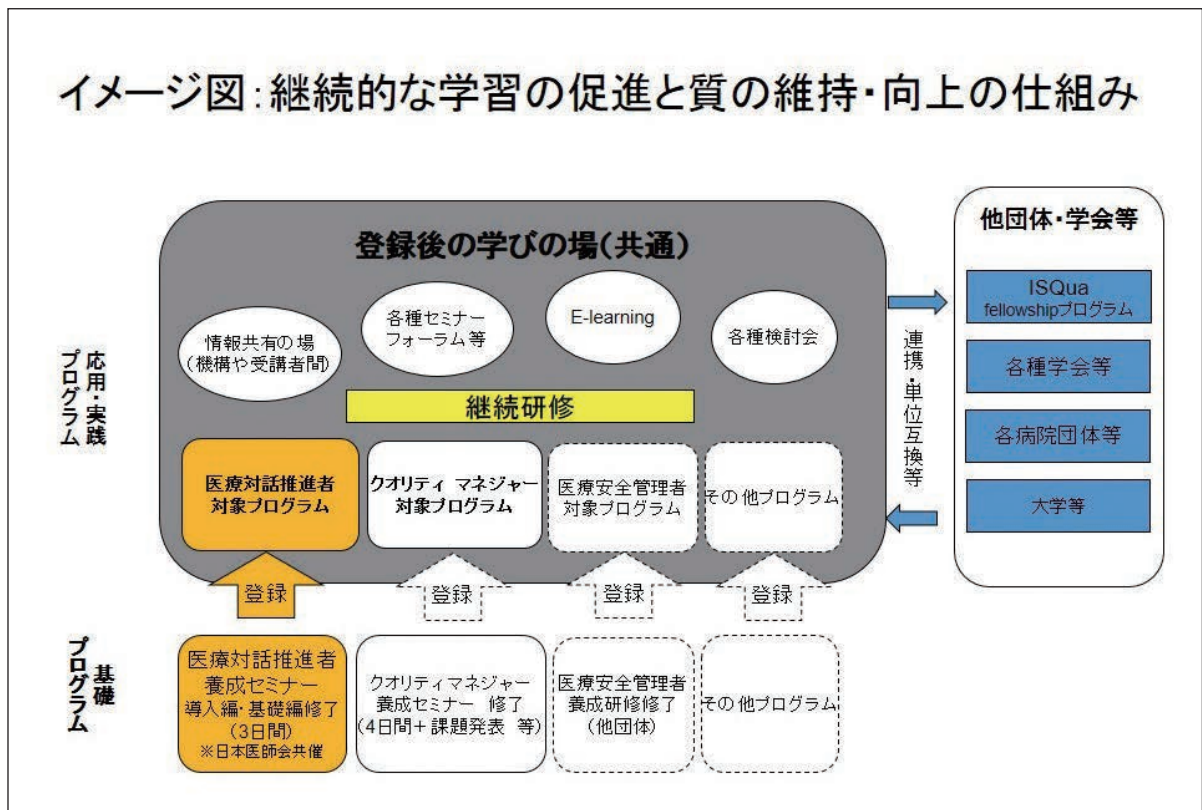 イメージ図:継続的な学習の促進と質の維持・向上の仕組み
登録後の学びの場(共通)
情報共有の場
(機構や受講者間)
各種セミナー
フォーラム等
E-learning
各種検討会
継続研修
応用・実践
プログラム
医療対話推進者
対象プログラム
クオリティ マネジャー
対象プログラム
医療安全管理者
対象プログラム
その他プログラム
登録
登録
登録
登録
基礎
プログラム
医療対話推進者
養成セミナー
導入編・基礎編修了
(3日間)
※日本医師会共催
クオリティマネジャー
養成セミナー 修了
(4日間+課題発表 等)
医療安全管理者
養成研修修了
(他団体)
その他プログラム
連携・単位互換等
他団体・学会等
ISQua
fellowshipプログラム
各種学会等
各病院団体等
大学等